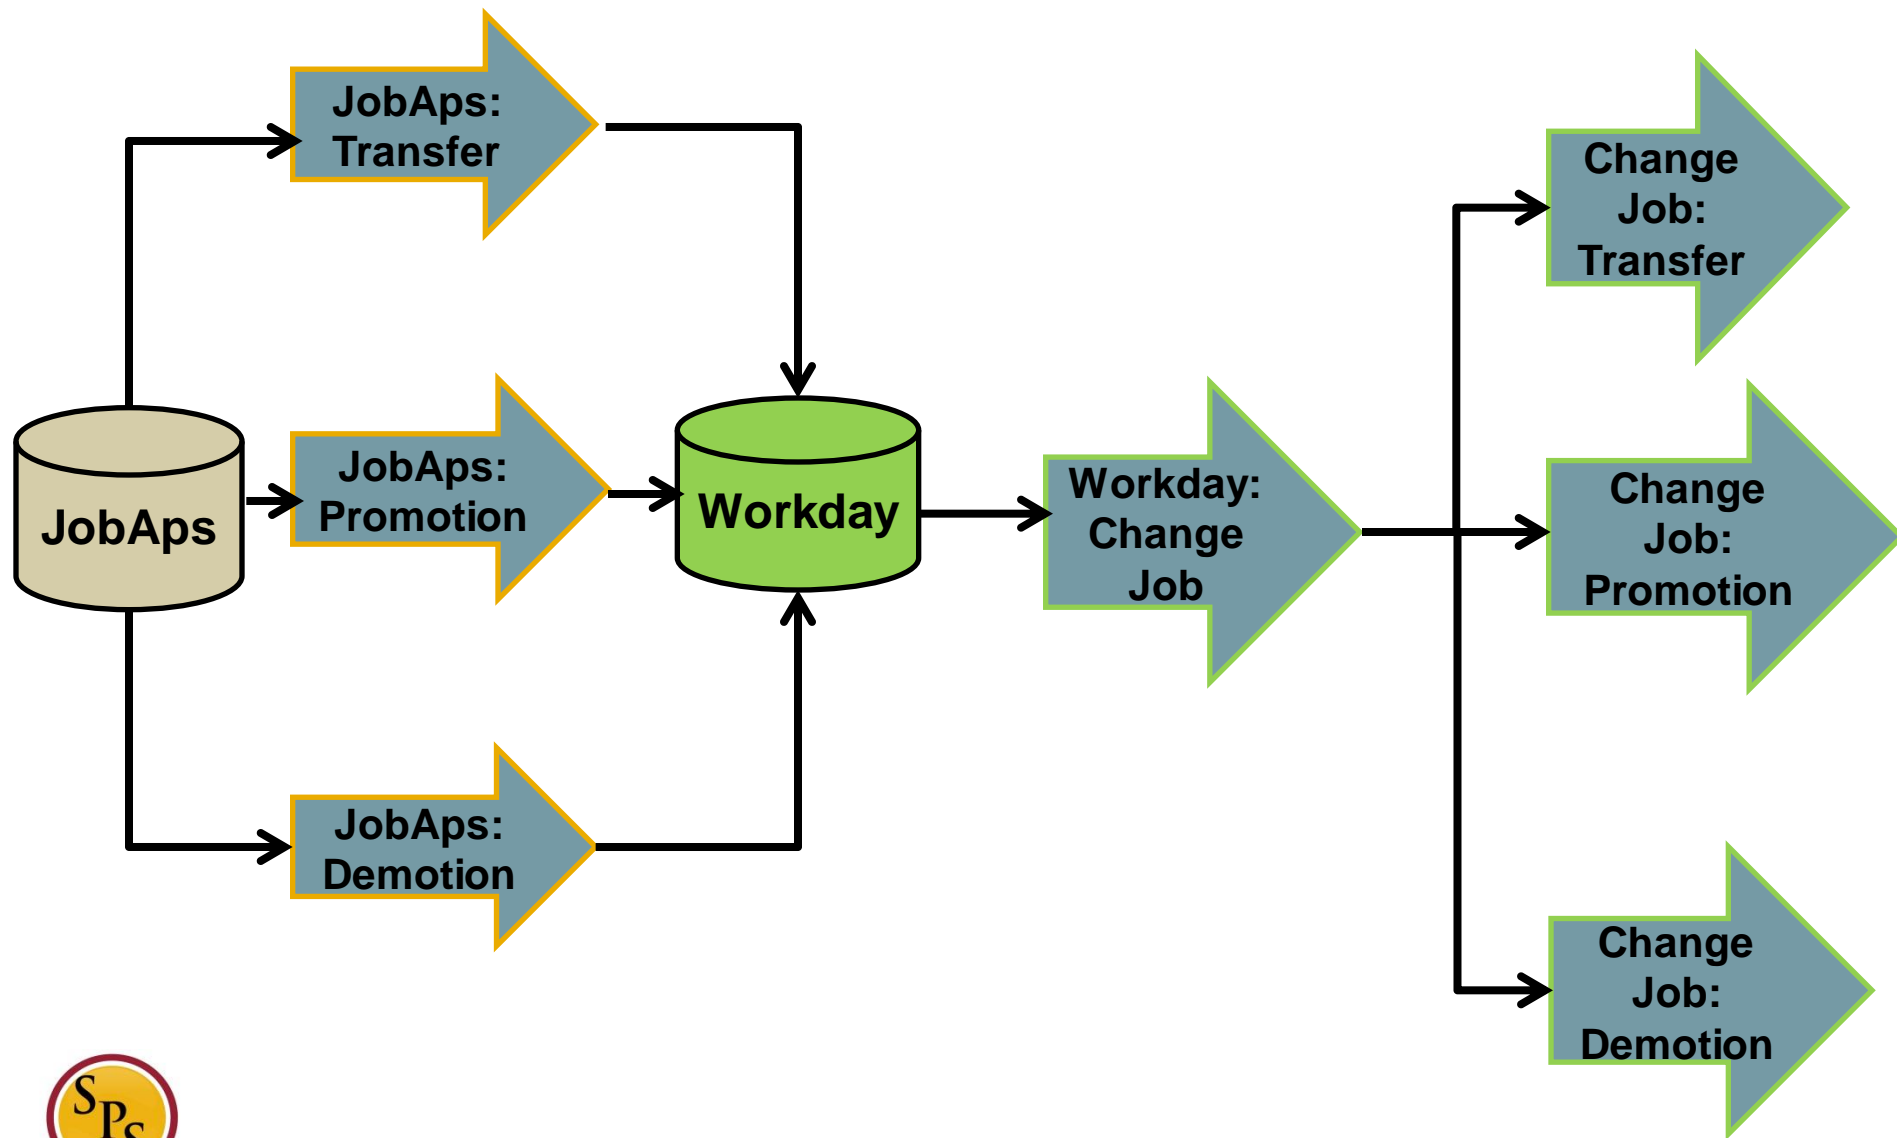 JobAps:
Transfer
JobAps
JobAps:
Promotion
JobAps:
Demotion
Workday
Workday:
Change
Job
Change
Job:
Transfer
Change
Job:
Promotion
Change
Job:
Demotion
SPS